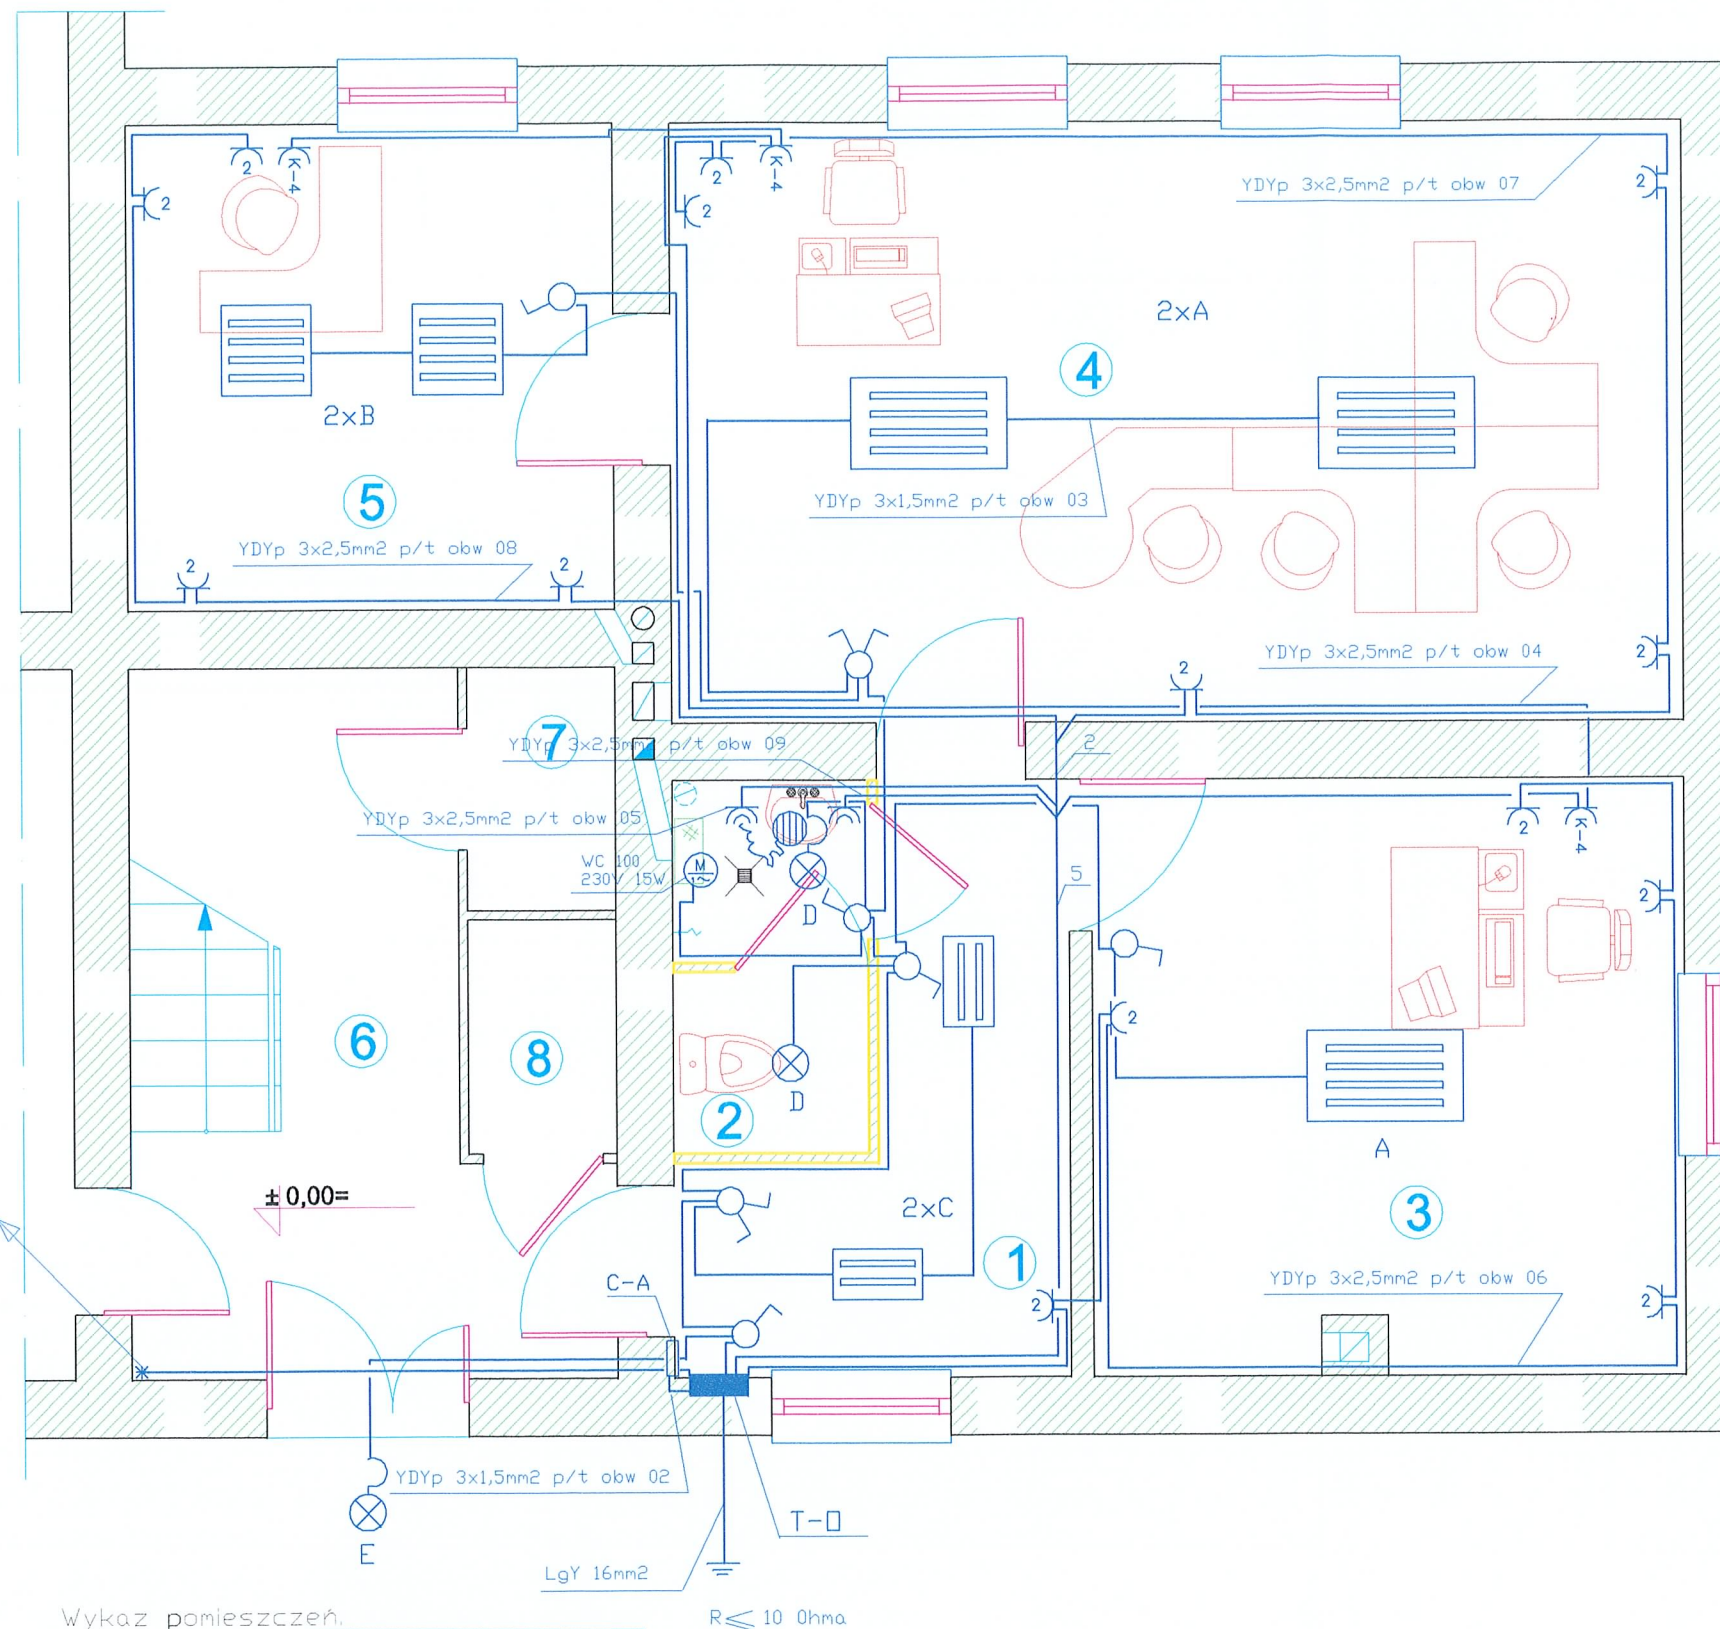 2
K-4
2
K-4
2
2
YDYp 3x2,5mm2 p/t obw 07
2
2xA
4
2xB
5
YDYp 3x1,5mm2 p/t obw 03
YDYp 3x2,5mm2 p/t obw 08
2
2
YDYp 3x2,5mm2 p/t obw 04
2
2
7
YDYp 3x2,5mm2 p/t obw 09
2
YDYp 3x2,5mm2 p/t obw 05
2
K-4
WC 100
230V 15W
M
1~
5
2
D
2
6
8
D
2
A
± 0,00=
2xC
3
1
C-A
YDYp 3x2,5mm2 p/t obw 06
2
2
YDYp 3x1,5mm2 p/t obw 02
T-O
E
LgY 16mm2
Wykaz pomieszczeń.
R⩽ 10 Ohma